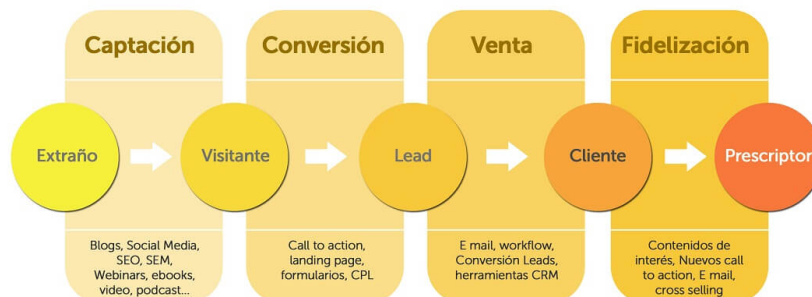 Captación
Conversión
Venta
Fidelización
Extraño
Visitante
Lead
Cliente
Prescriptor
Blogs, Social Media,
SEO, SEM,
Webinars, ebooks,
video, podcast...
Call to action,
landing page,
formularios, CPL
E mail, workflow,
Conversión Leads,
herramientas CRM
Contenidos de
interés, Nuevos call
to action, E mail,
cross selling